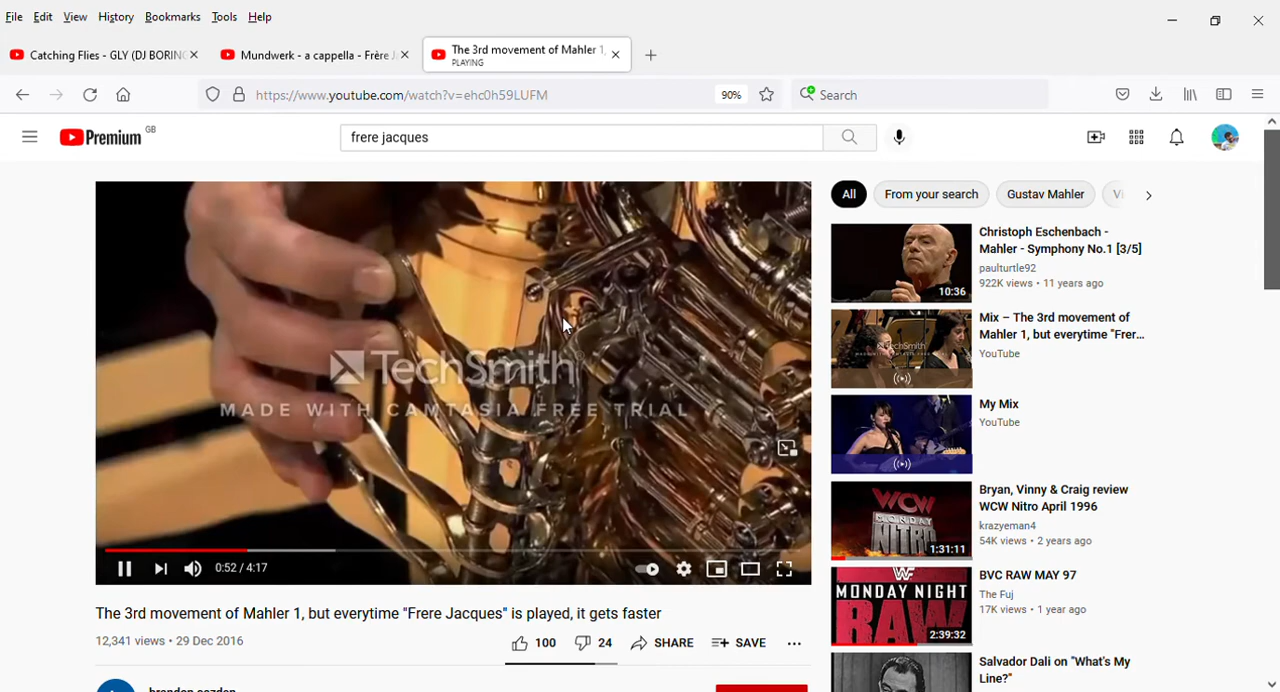 File Edit View History Bookmarks Tools Help
Catching Flies - GLY (DJ BORING
Mundwerk - a cappella - Frère Ja
The 3rd movement of Mahler 1,
PLAYING
https://www.youtube.com/watch?v=ehc0h59LUFM
90%
Search
Premium GB
frere jacques
TechSmith
MADE WITH CAMTASIA FREE TRIAL
0:52 / 4:17
The 3rd movement of Mahler 1, but everytime "Frere Jacques" is played, it gets faster
12,341 views • 29 Dec 2016
100 24 SHARE SAVE
All From your search Gustav Mahler
Christoph Eschenbach -
Mahler - Symphony No.1 [3/5]
paulturtle92
922K views • 11 years ago
10:36
Mix – The 3rd movement of
Mahler 1, but everytime "Frer...
YouTube
TechSmith
My Mix
YouTube
WCW
MONDAY
NITRO
1:31:11
Bryan, Vinny & Craig review
WCW Nitro April 1996
krazyeman4
54K views • 2 years ago
MONDAY NIGHT
RAW
2:39:32
BVC RAW MAY 97
The Fuj
17K views • 1 year ago
Salvador Dali on "What's My
Line?"